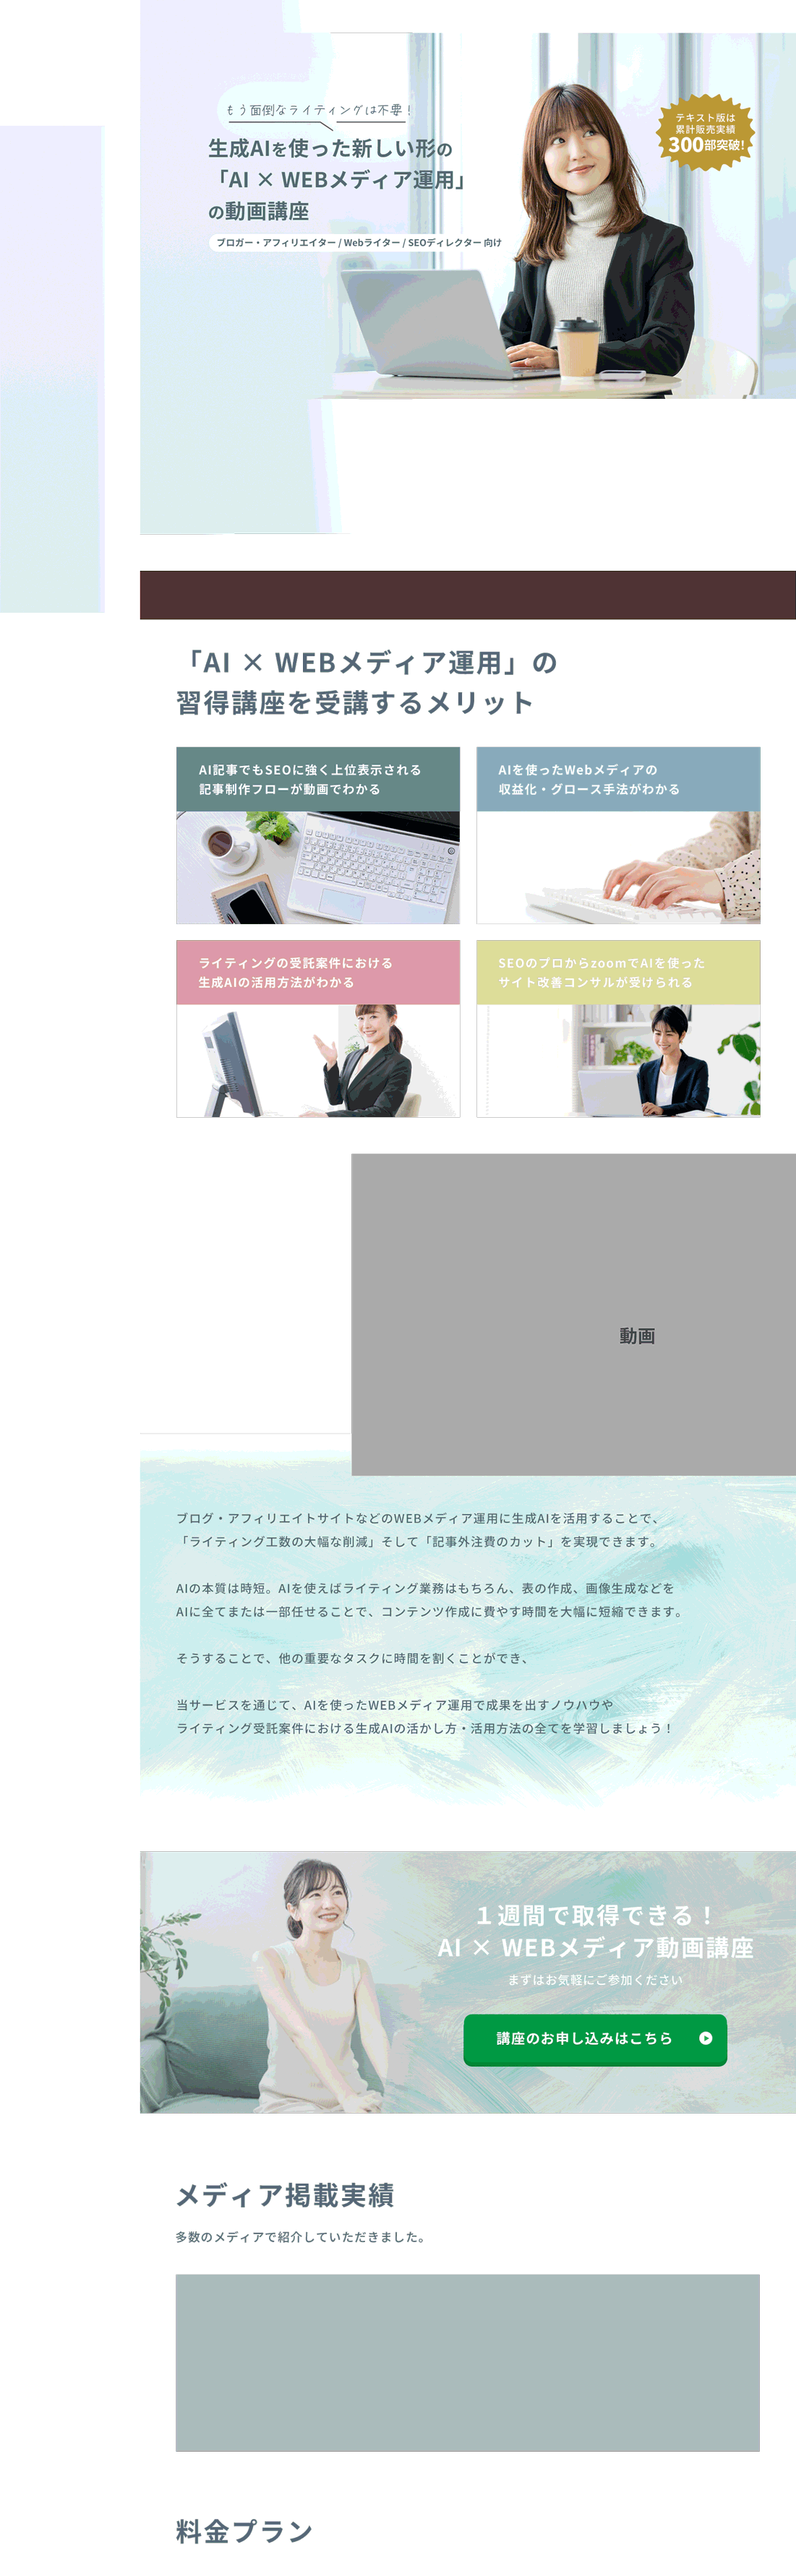 もう面倒なライティングは不要！
生成AIを使った新しい形の
「AI × WEBメディア運用」
の動画講座
ブロガー・アフィリエイター / Webライター / SEOディレクター 向け
テキスト版は
累計販売実績
300部突破!
「AI × WEBメディア運用」の
習得講座を受講するメリット
AI記事でもSEOに強く上位表示される
記事制作フローが動画でわかる
AIを使ったWebメディアの
収益化・グロース手法がわかる
ライティングの受託案件における
生成AIの活用方法がわかる
SEOのプロからzoomでAIを使った
サイト改善コンサルが受けられる
動画
ブログ・アフィリエイトサイトなどのWEBメディア運用に生成AIを活用することで、
「ライティング工数の大幅な削減」そして「記事外注費のカット」を実現できます。
AIの本質は時短。AIを使えばライティング業務はもちろん、表の作成、画像生成などを
AIに全てまたは一部任せることで、コンテンツ作成に費やす時間を大幅に短縮できます。
そうすることで、他の重要なタスクに時間を割くことができ、
当サービスを通じて、AIを使ったWEBメディア運用で成果を出すノウハウや
ライティング受託案件における生成AIの活かし方・活用方法の全てを学習しましょう！
１週間で取得できる！
AI × WEBメディア動画講座
まずはお気軽にご参加ください
講座のお申し込みはこちら
メディア掲載実績
多数のメディアで紹介していただきました。
料金プラン